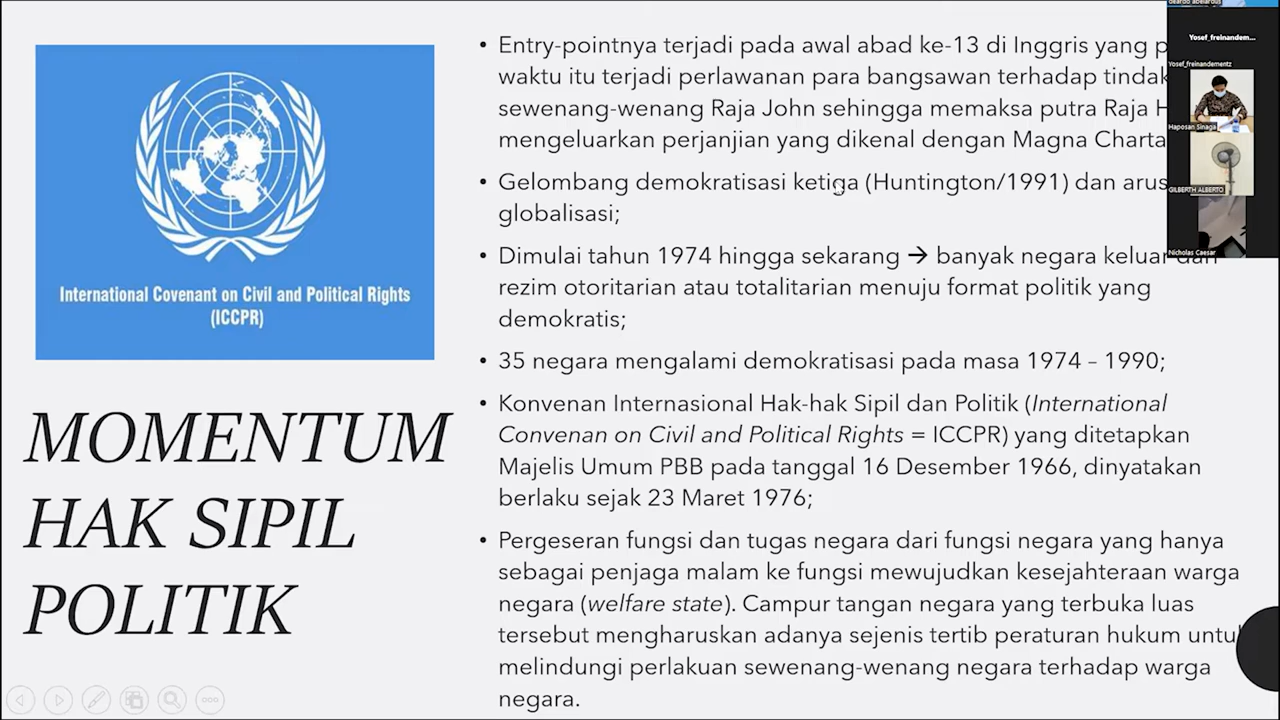 International Covenant on Civil and Political Rights
(ICCPR)
MOMENTUM
HAK SIPIL
POLITIK
• Entry-pointnya terjadi pada awal abad ke-13 di Inggris yang p
waktu itu terjadi perlawanan para bangsawan terhadap tindak
sewenang-wenang Raja John sehingga memaksa putra Raja H
mengeluarkan perjanjian yang dikenal dengan Magna Charta
• Gelombang demokratisasi ketiga (Huntington/1991) dan arus
globalisasi;
• Dimulai tahun 1974 hingga sekarang → banyak negara keluar dari
rezim otoritarian atau totalitarian menuju format politik yang
demokratis;
• 35 negara mengalami demokratisasi pada masa 1974 – 1990;
• Konvenan Internasional Hak-hak Sipil dan Politik (International
Convenan on Civil and Political Rights = ICCPR) yang ditetapkan
Majelis Umum PBB pada tanggal 16 Desember 1966, dinyatakan
berlaku sejak 23 Maret 1976;
• Pergeseran fungsi dan tugas negara dari fungsi negara yang hanya
sebagai penjaga malam ke fungsi mewujudkan kesejahteraan warga
negara (welfare state). Campur tangan negara yang terbuka luas
tersebut mengharuskan adanya sejenis tertib peraturan hukum untu
melindungi perlakuan sewenang-wenang negara terhadap warga
negara.
deardo abelardus
Yosef_freinandem...
Yosef_freinandementz
Haposan Sinaga
GILBERTH ALBERTO
Nicholas Caesar